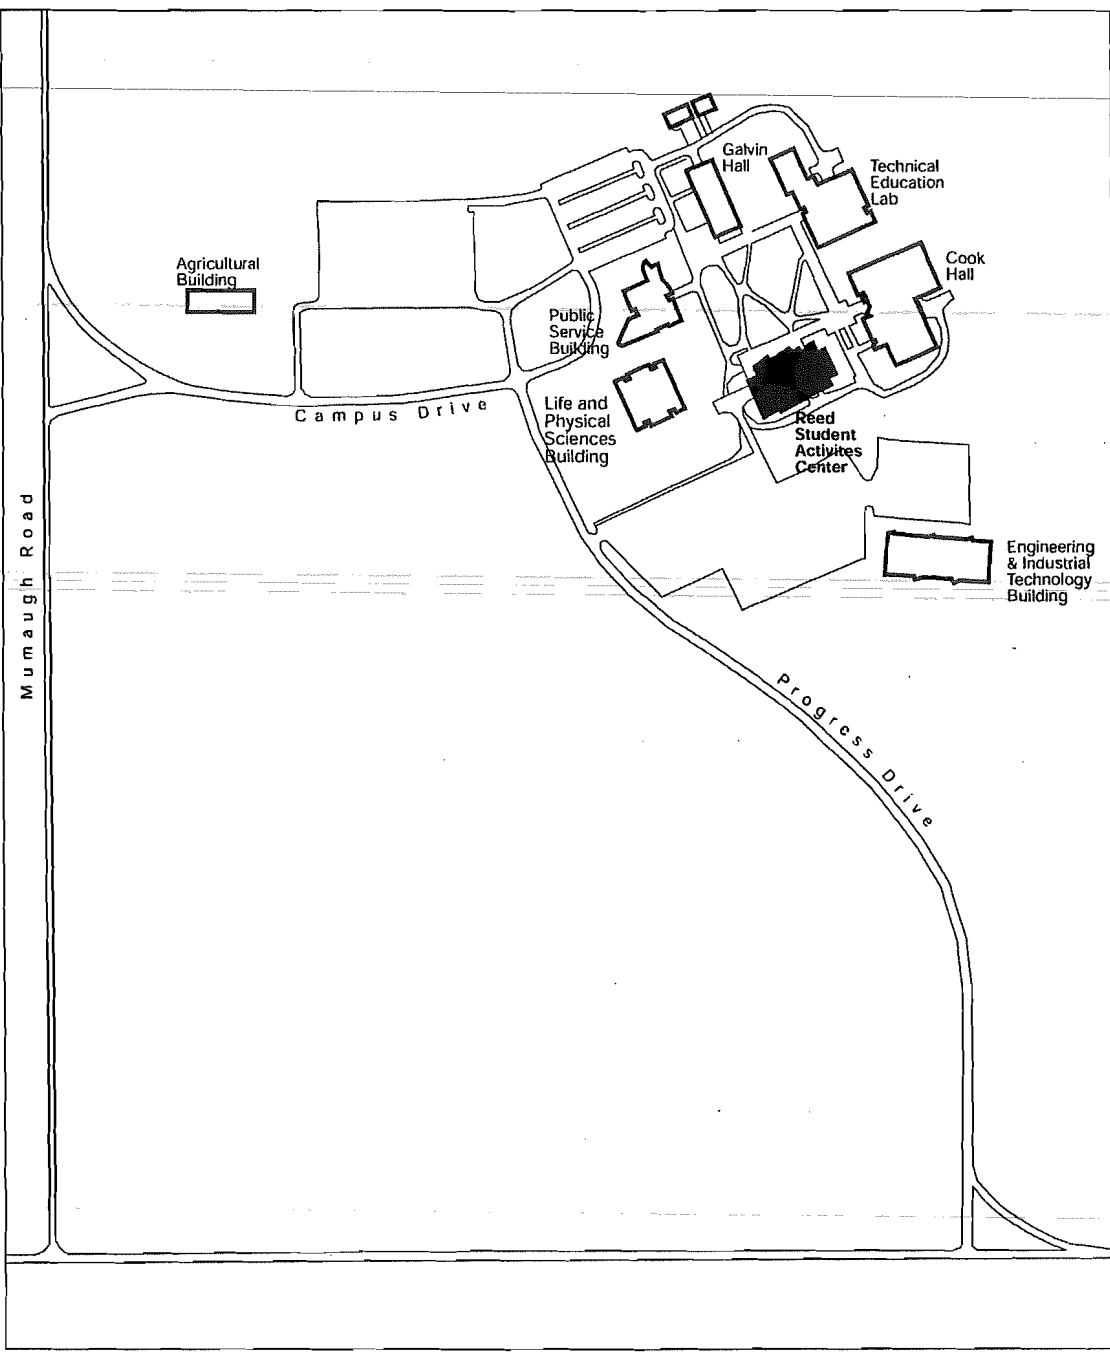 Galvin
Hall
Technical
Education
Lab
Cook
Hall
Agricultural
Building
Public
Service
Building
Life and
Physical
Sciences
Building
Campus Drive
Reed
Student
Activites
Center
Mumaugh Road
Engineering
& Industrial
Technology
Building
Progress Drive